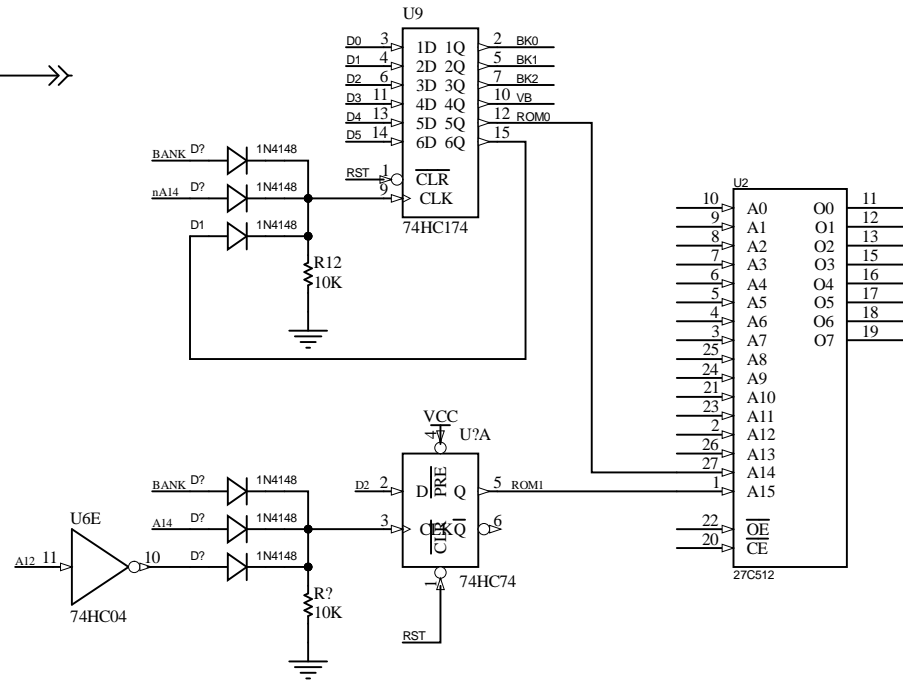 U9
D0 3 1D 1Q 2 BK0
D1 4 2D 2Q 5 BK1
D2 6 3D 3Q 7 BK2
D3 11 4D 4Q 10 VB
D4 13 5D 5Q 12 ROM0
D5 14 6D 6Q 15
BANK D? 1N4148
RST 1 CLR
nA14 D? 1N4148
9 CLK
74HC174
D1 1N4148
R12
10K
U2
10 A0 O0 11
9 A1 O1 12
8 A2 O2 13
7 A3 O3 15
6 A4 O4 16
5 A5 O5 17
4 A6 O6 18
3 A7 O7 19
25 A8
24 A9
21 A10
23 A11
2 A12
26 A13
27 A14
1 A15
22 OE
20 CE
27C512
VCC
4 U?A
BANK D? 1N4148
D2 2 D PRE Q 5 ROM1
A14 D? 1N4148
3 CLK Q 6
CLR
U6E
A12 11 10 D? 1N4148
74HC04
1 74HC74
R?
10K
RST